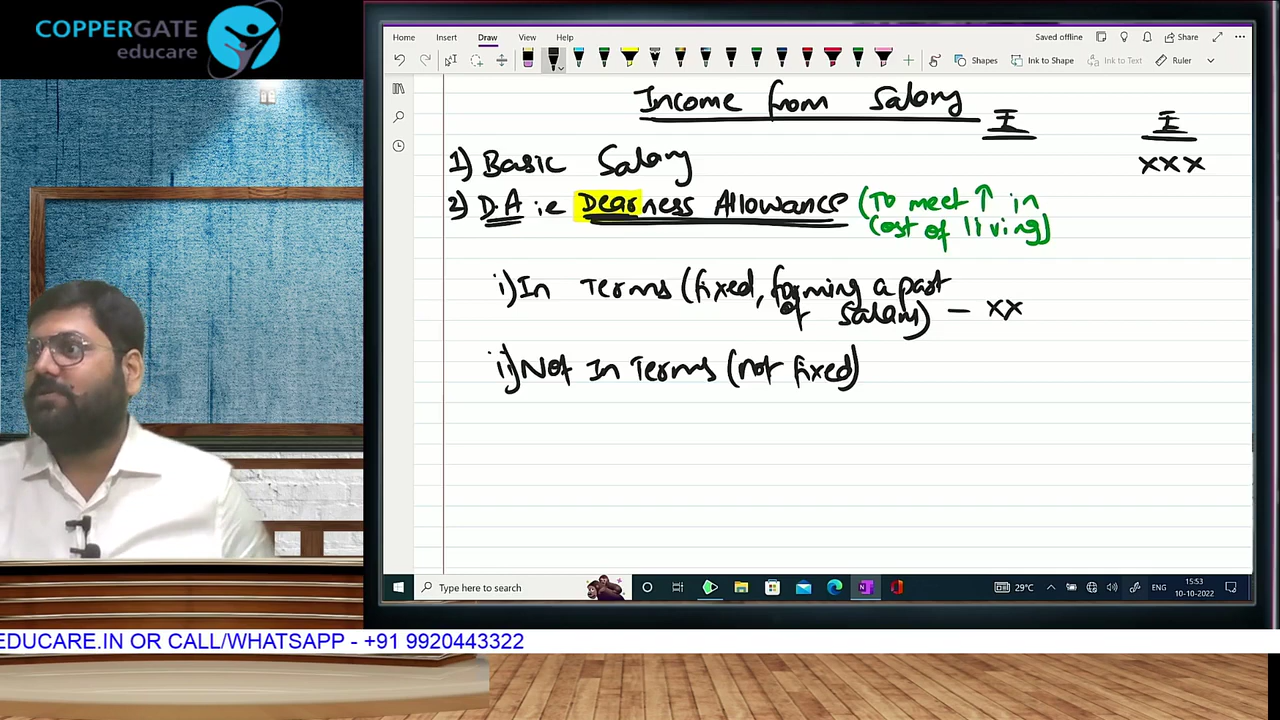 COPPERGATE
educare
Home Insert Draw View Help
Saved offline
Share
Shapes
Ink to Shape
Ink to Text
Ruler
Income from Salary
I I
1) Basic Salary xxx
2) D.A ie Dearness Allowance (To meet ↑ in
cost of living)
i) In Terms (fixed, forming a part
of Salary) - xx
ii) Not In Terms (not fixed)
Type here to search
29°C
ENG
15:53
10-10-2022
EDUCARE.IN OR CALL/WHATSAPP - +91 9920443322